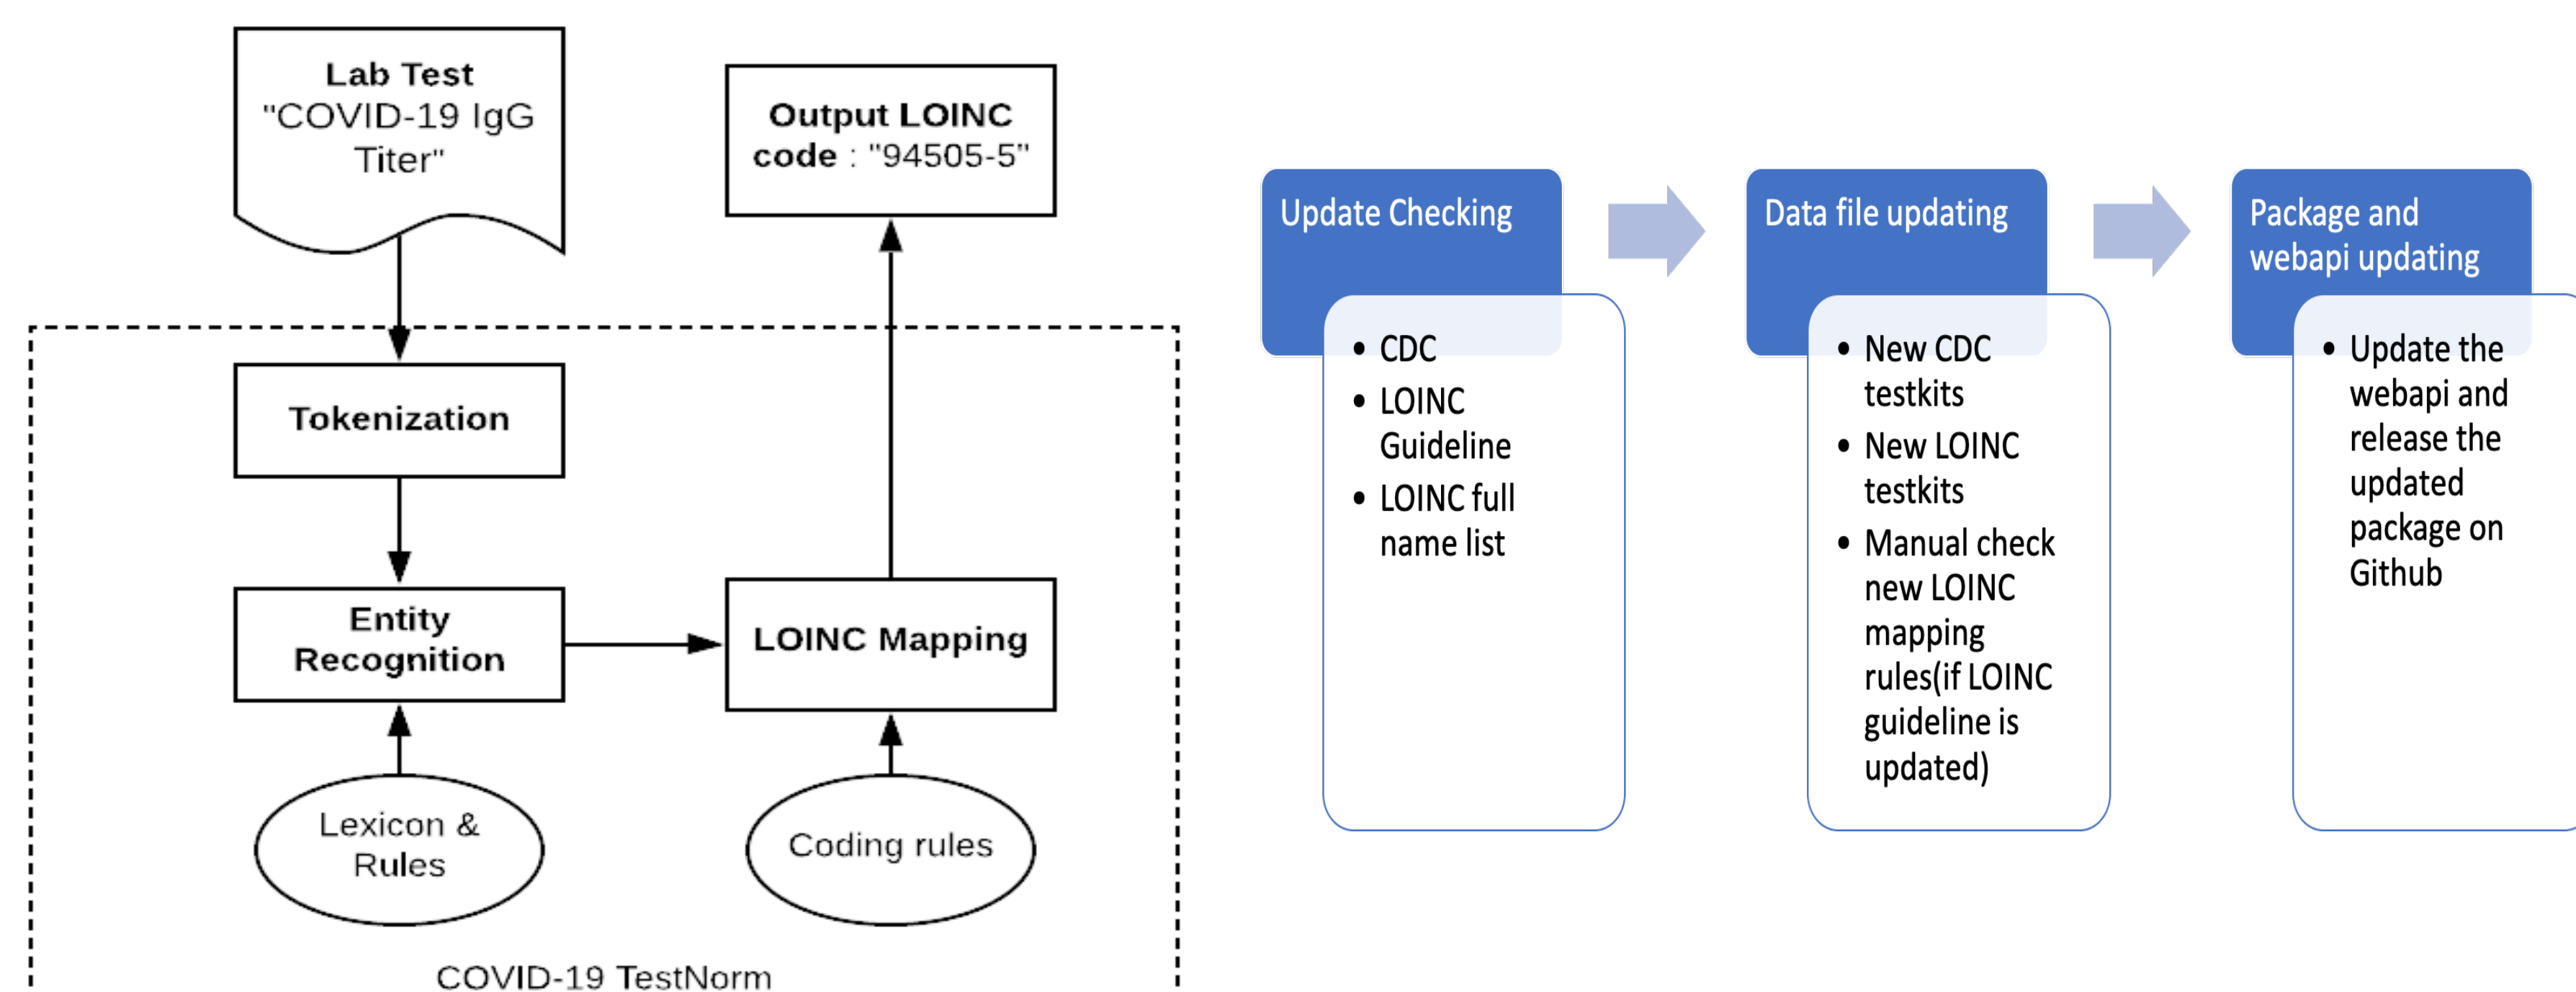 Lab Test
"COVID-19 IgG
Titer"
Output LOINC
code : "94505-5"
Tokenization
Entity
Recognition
LOINC Mapping
Lexicon &
Rules
Coding rules
COVID-19 TestNorm
Update Checking
• CDC
• LOINC
Guideline
• LOINC full
name list
Data file updating
• New CDC
testkits
• New LOINC
testkits
• Manual check
new LOINC
mapping
rules(if LOINC
guideline is
updated)
Package and
webapi updating
• Update the
webapi and
release the
updated
package on
Github